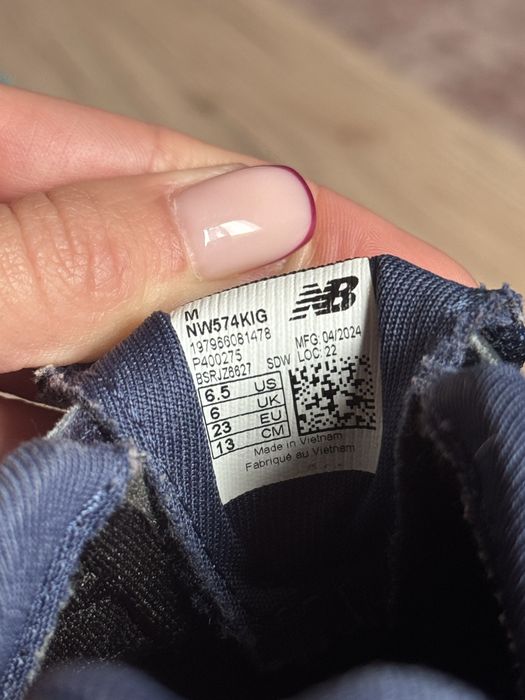 M
NW574KIG
197966081478
P400275
BSRJZ8627 SDW
NB
MFG.04/2024
LOC: 22
6.5 US
6 UK
23 EU
13 CM
Made in Vietnam
Fabriqué au Vietnam